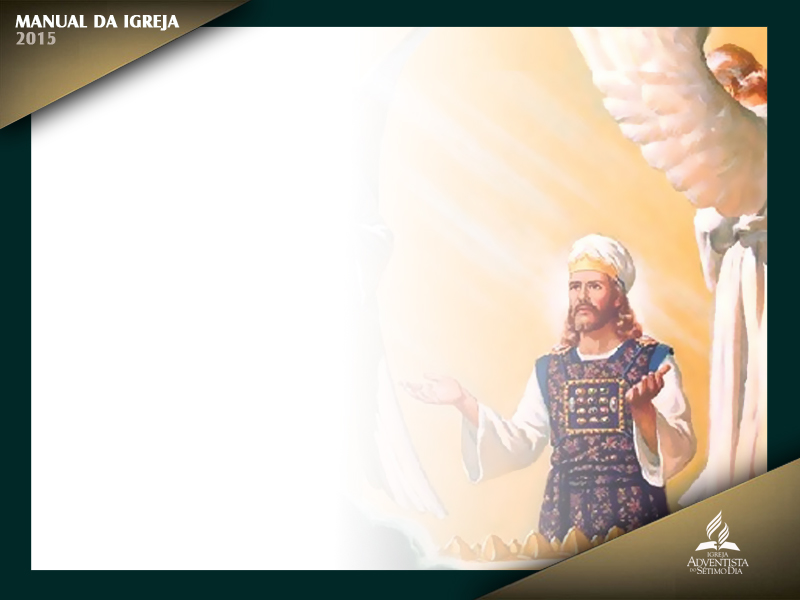 MANUAL DA IGREJA
2015
IGREJA
ADVENTISTA
DO SÉTIMO DIA